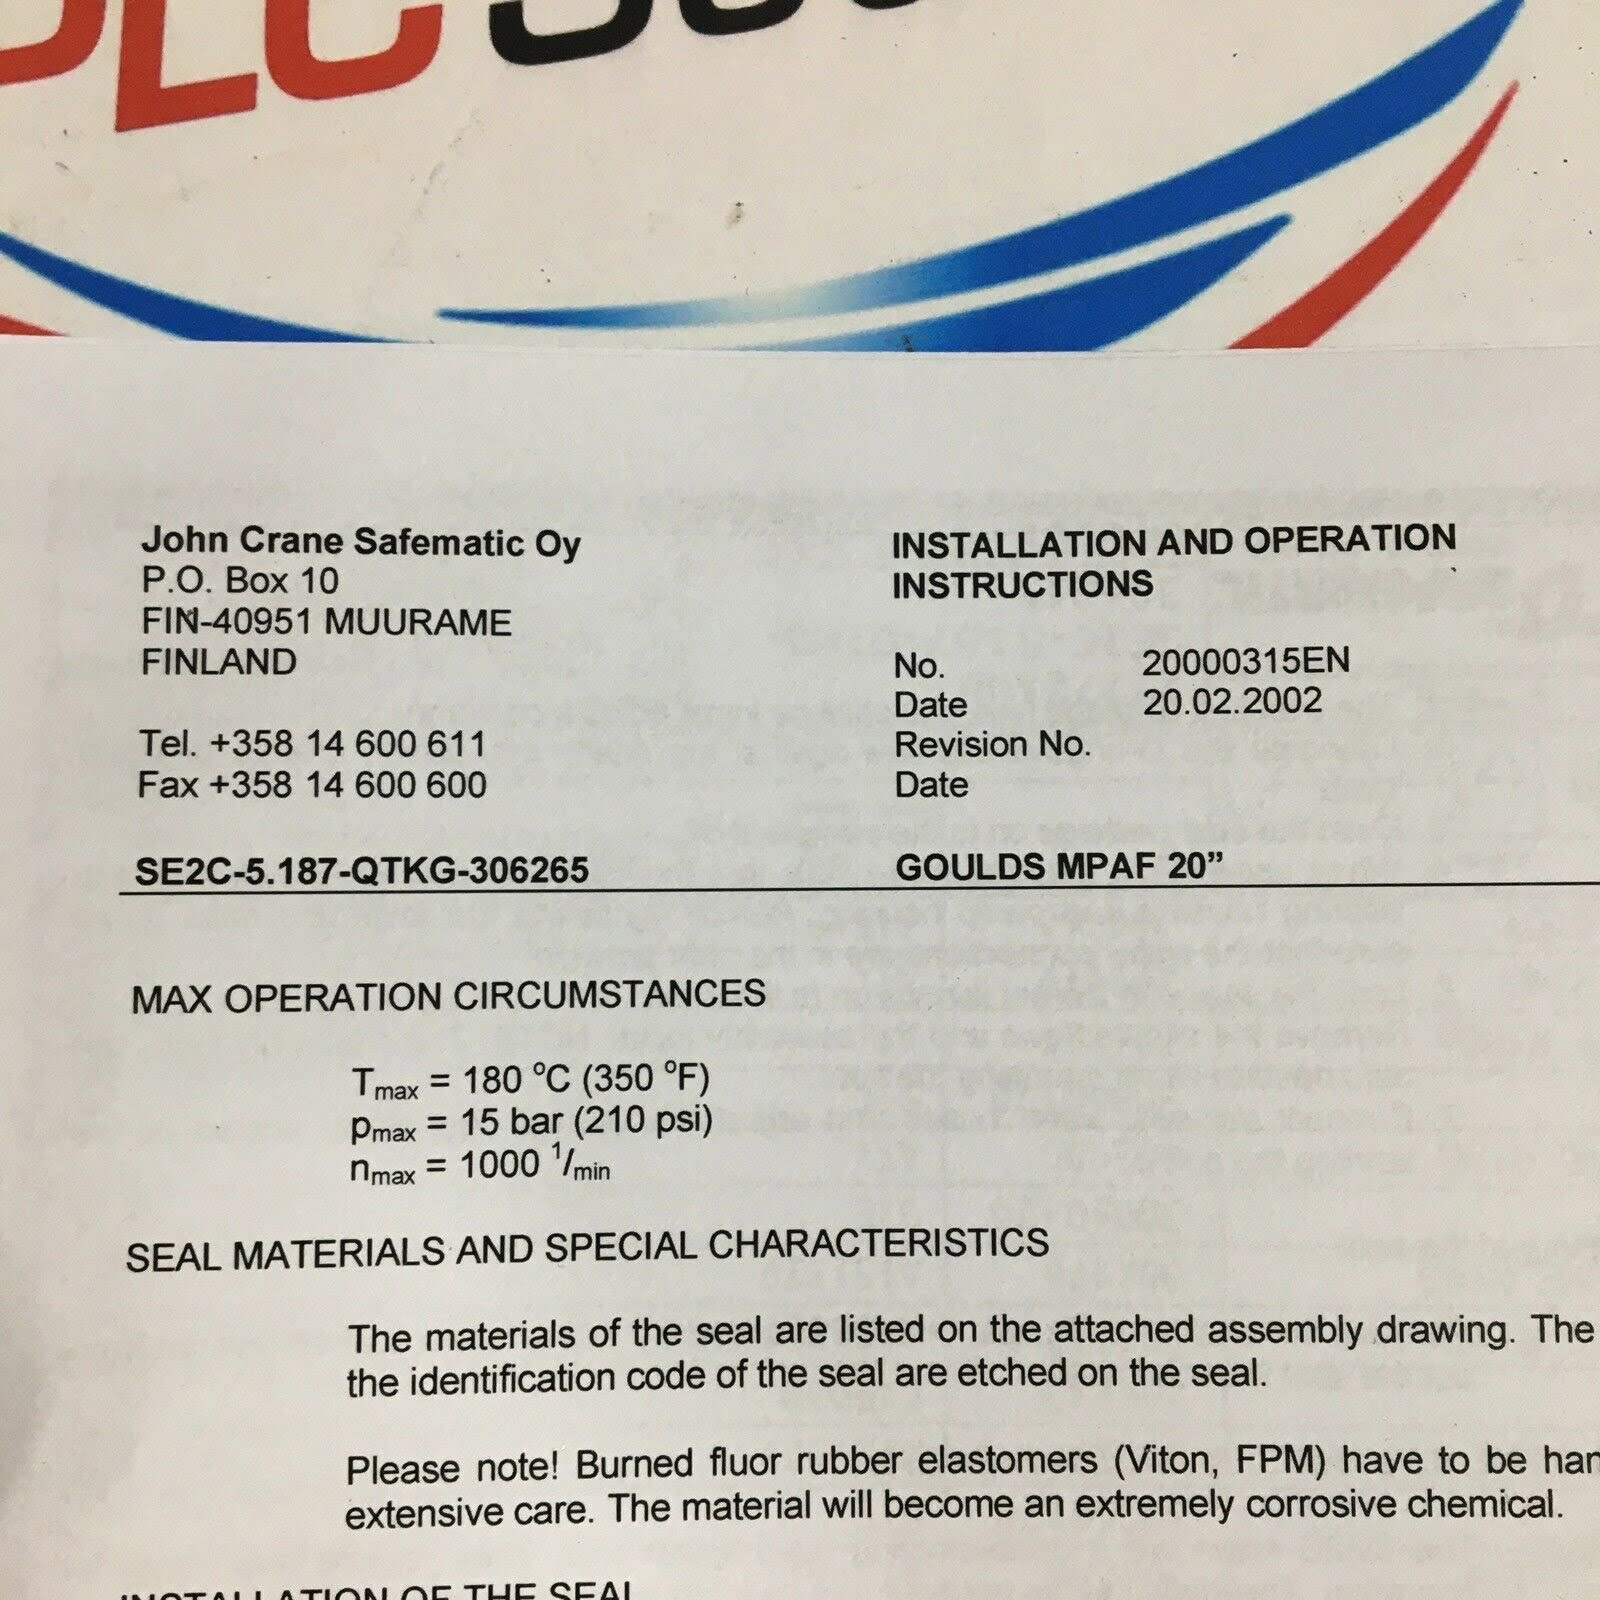 John Crane Safematic Oy
P.O. Box 10
FIN-40951 MUURAME
FINLAND
Tel. +358 14 600 611
Fax +358 14 600 600
SE2C-5.187-QTKG-306265
INSTALLATION AND OPERATION
INSTRUCTIONS
No. 20000315EN
Date 20.02.2002
Revision No.
Date
GOULDS MPAF 20”
MAX OPERATION CIRCUMSTANCES
Tmax = 180 °C (350 °F)
pmax = 15 bar (210 psi)
nmax = 1000 1/min
SEAL MATERIALS AND SPECIAL CHARACTERISTICS
The materials of the seal are listed on the attached assembly drawing. The
the identification code of the seal are etched on the seal.
Please note! Burned fluor rubber elastomers (Viton, FPM) have to be han
extensive care. The material will become an extremely corrosive chemical.
INSTALLATION OF THE SEAL